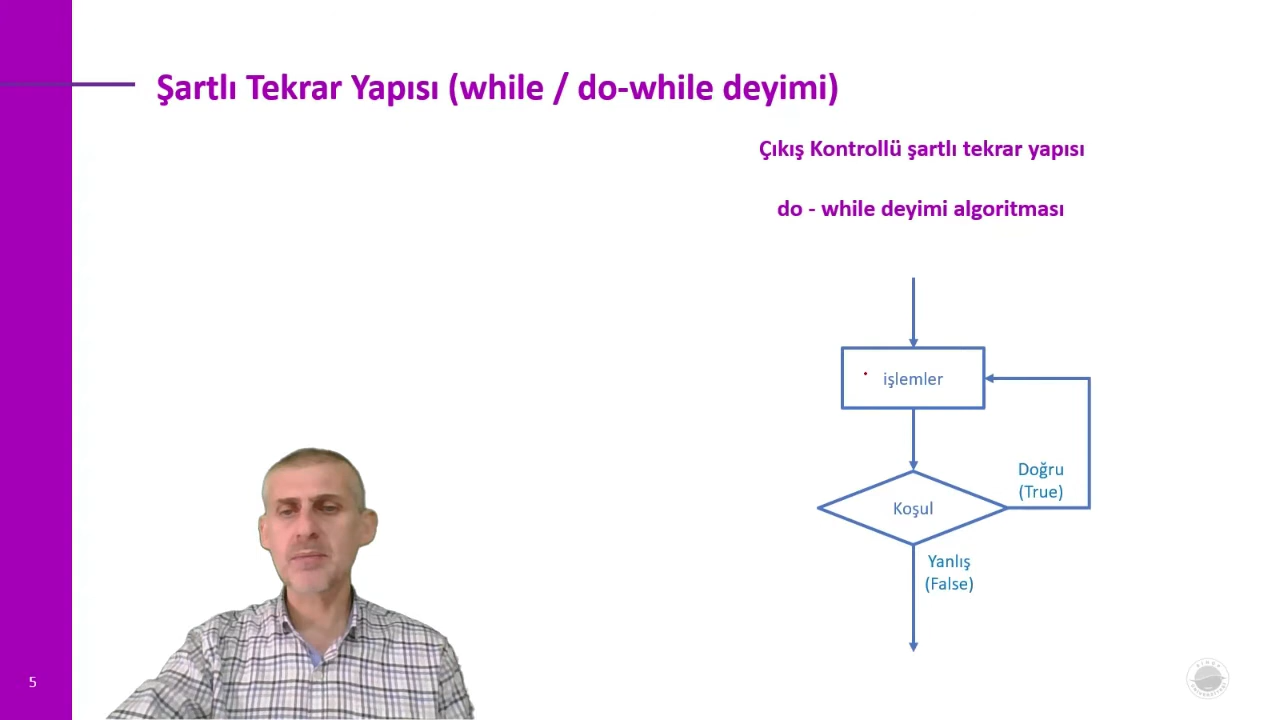 Şartlı Tekrar Yapısı (while / do-while deyimi)
Çıkış Kontrollü şartlı tekrar yapısı
do - while deyimi algoritması
işlemler
Doğru
(True)
Koşul
Yanlış
(False)
5